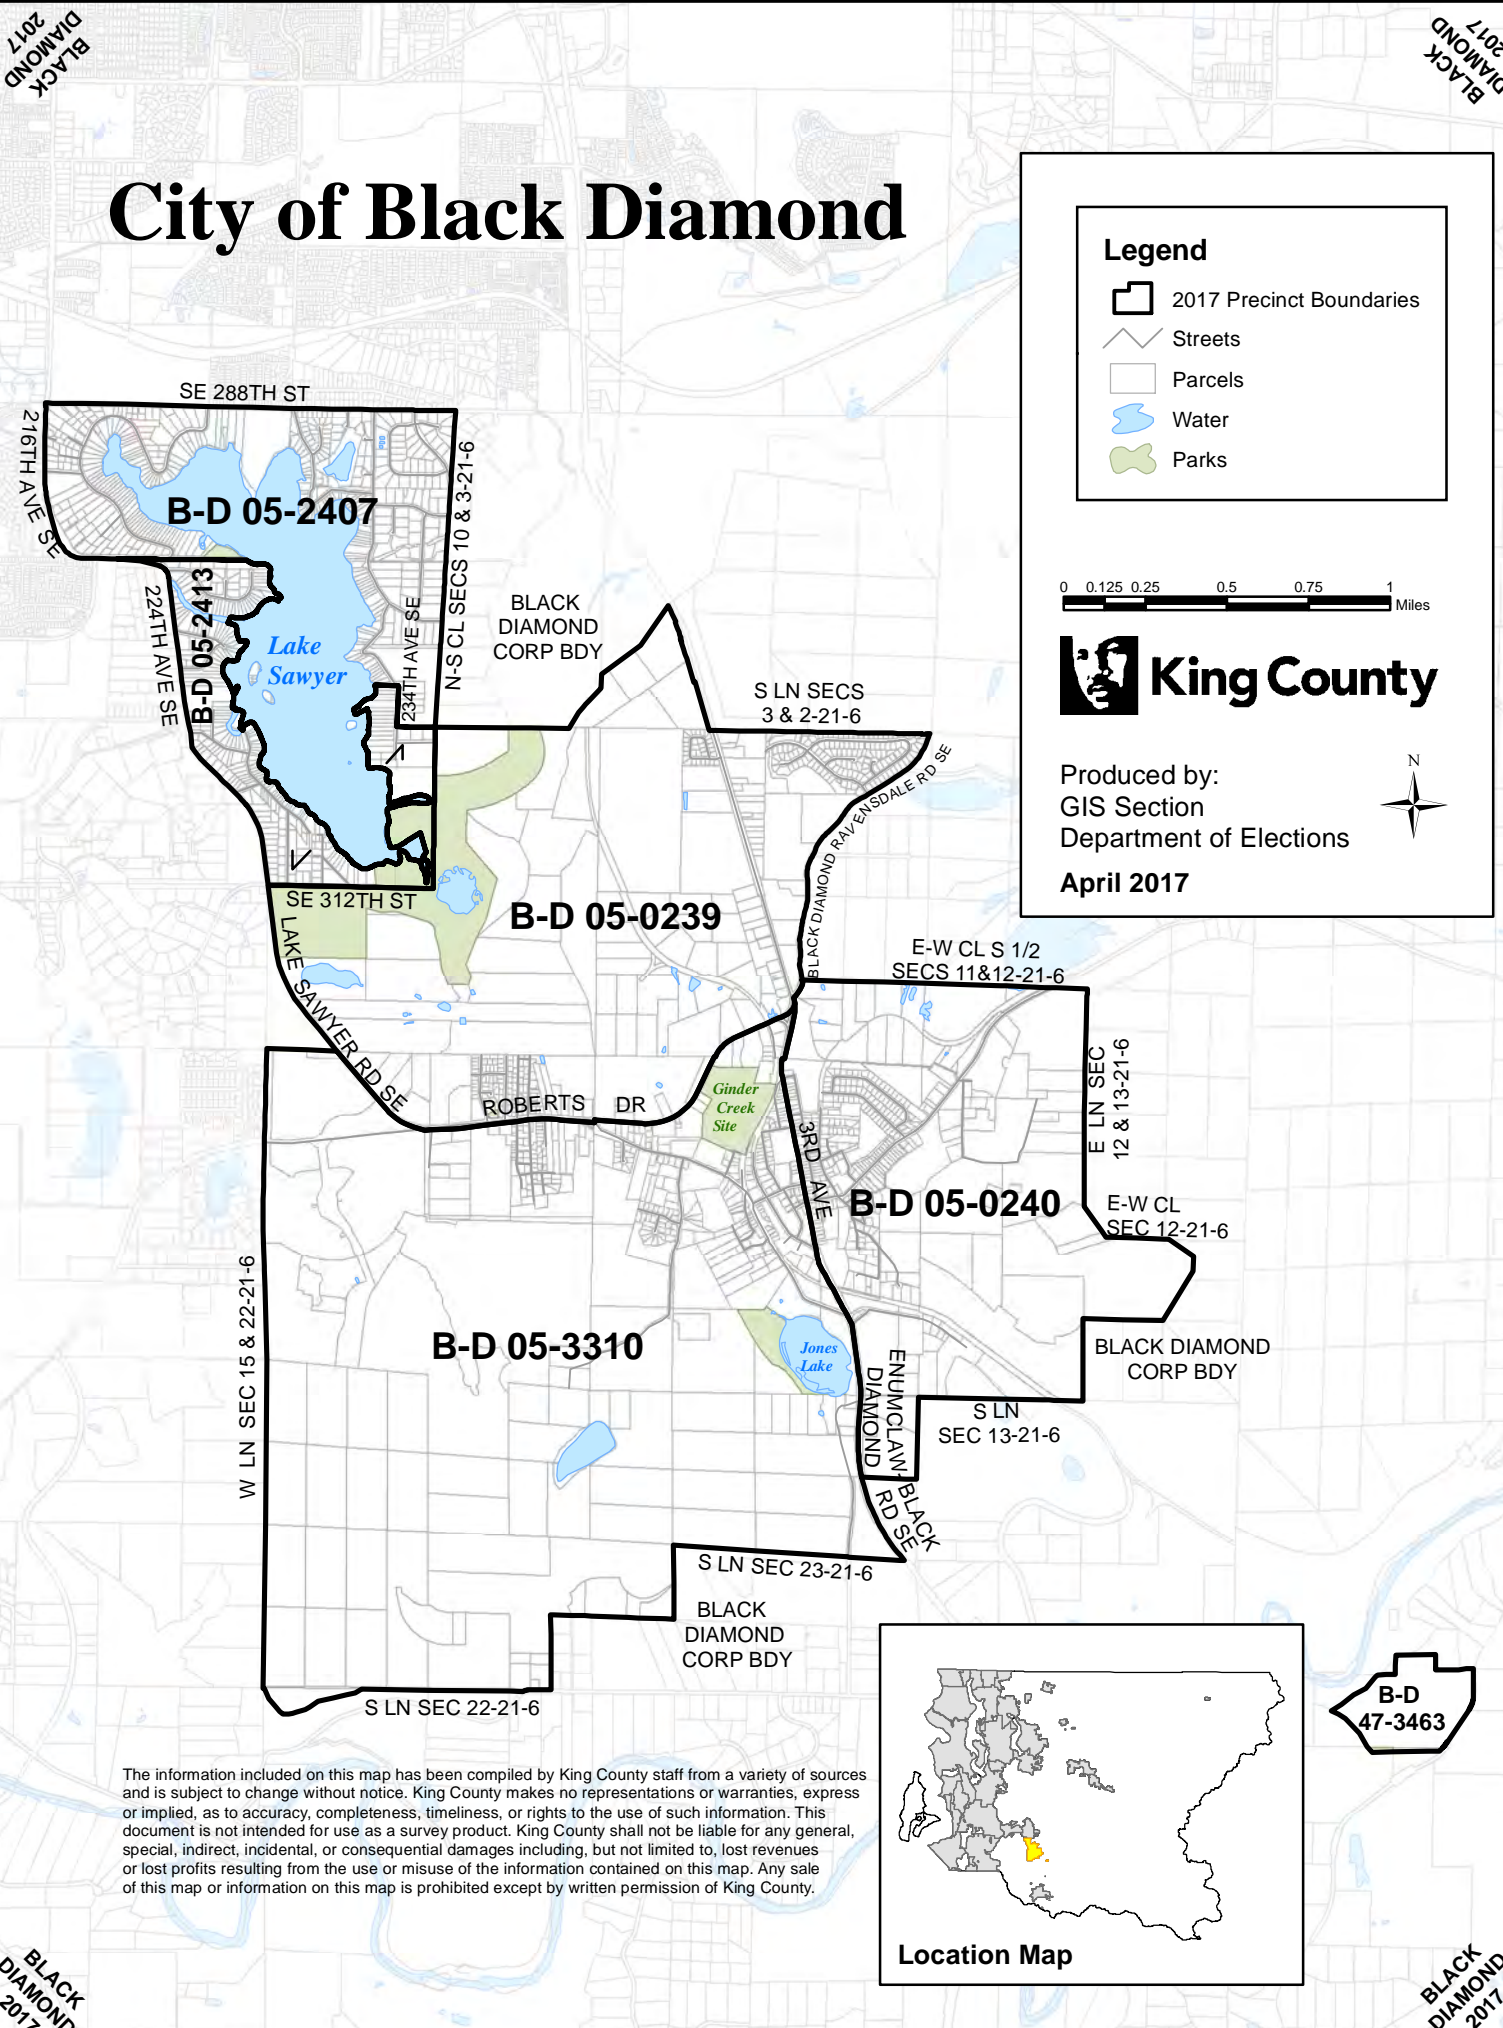 BLACK
DIAMOND
2017
BLACK
DIAMOND
2017
City of Black Diamond
Legend
2017 Precinct Boundaries
Streets
Parcels
Water
Parks
0 0.125 0.25 0.5 0.75 1
Miles
King County
Produced by:
GIS Section
Department of Elections
April 2017
N
SE 288TH ST
216TH AVE SE
B-D 05-2407
N-S CL SECS 10 & 3-21-6
B-D 05-2413
224TH AVE SE
234TH AVE SE
Lake
Sawyer
BLACK
DIAMOND
CORP BDY
S LN SECS
3 & 2-21-6
BLACK DIAMOND RAVENSDALE RD SE
SE 312TH ST
B-D 05-0239
LAKE SAWYER RD SE
E-W CL S 1/2
SECS 11&12-21-6
E LN SEC
12 & 13-21-6
ROBERTS DR
Ginder
Creek
Site
3RD AVE
B-D 05-0240
E-W CL
SEC 12-21-6
W LN SEC 15 & 22-21-6
B-D 05-3310
Jones
Lake
BLACK DIAMOND
CORP BDY
ENUMCLAW-BLACK
DIAMOND RD SE
S LN
SEC 13-21-6
S LN SEC 23-21-6
BLACK
DIAMOND
CORP BDY
S LN SEC 22-21-6
B-D
47-3463
The information included on this map has been compiled by King County staff from a variety of sources
and is subject to change without notice. King County makes no representations or warranties, express
or implied, as to accuracy, completeness, timeliness, or rights to the use of such information. This
document is not intended for use as a survey product. King County shall not be liable for any general,
special, indirect, incidental, or consequential damages including, but not limited to, lost revenues
or lost profits resulting from the use or misuse of the information contained on this map. Any sale
of this map or information on this map is prohibited except by written permission of King County.
Location Map
BLACK
DIAMOND
2017
BLACK
DIAMOND
2017